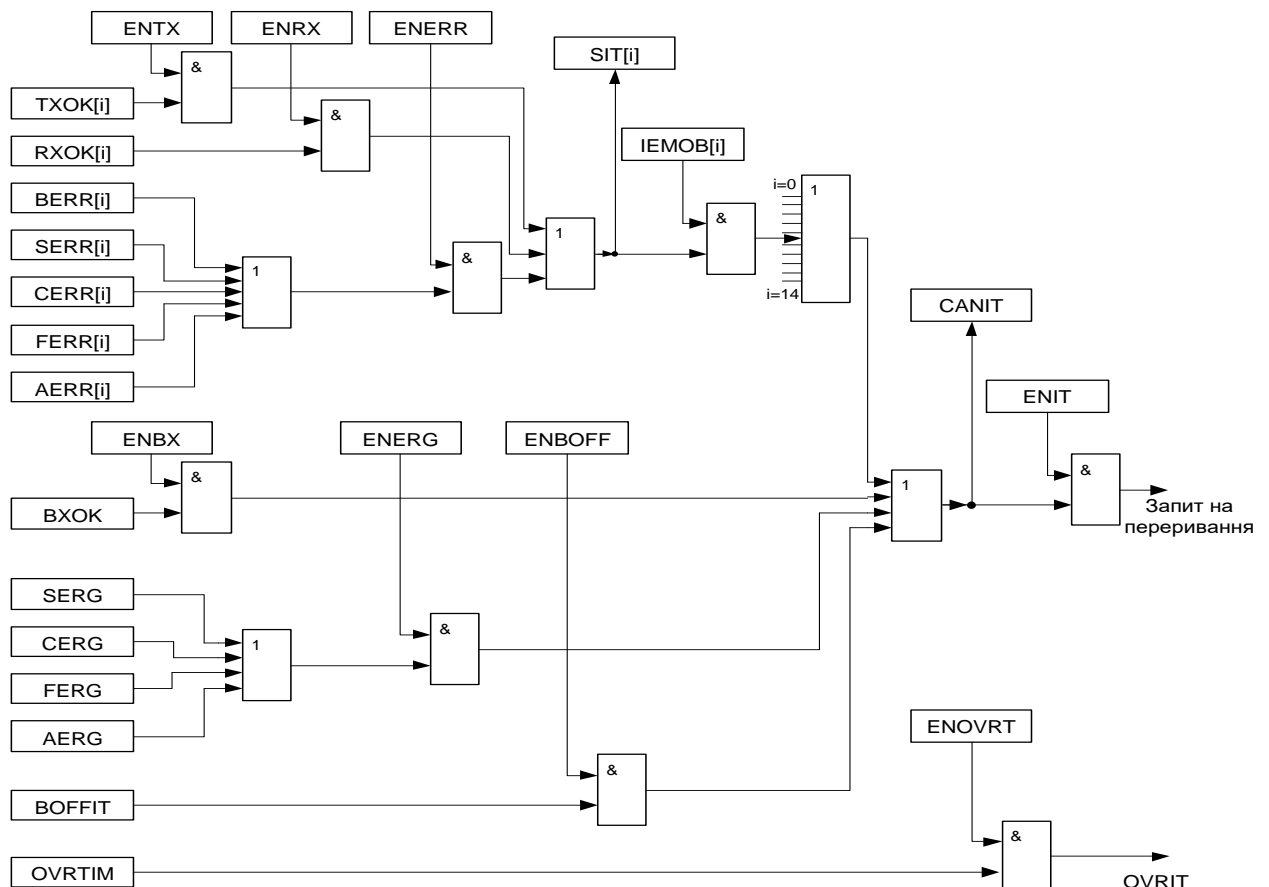 ENTX
ENRX
ENERR
SIT[i]
&
TXOK[i]
&
RXOK[i]
IEMOB[i]
BERR[i]
i=0
1
&
SERR[i]
1
&
1
CERR[i]
i=14
FERR[i]
CANIT
AERR[i]
ENIT
ENBX
ENERG
ENBOFF
&
&
1
BXOK
Запит на
переривання
SERG
&
CERG
1
FERG
ENOVRT
AERG
&
BOFFIT
&
OVRTIM
OVRIT